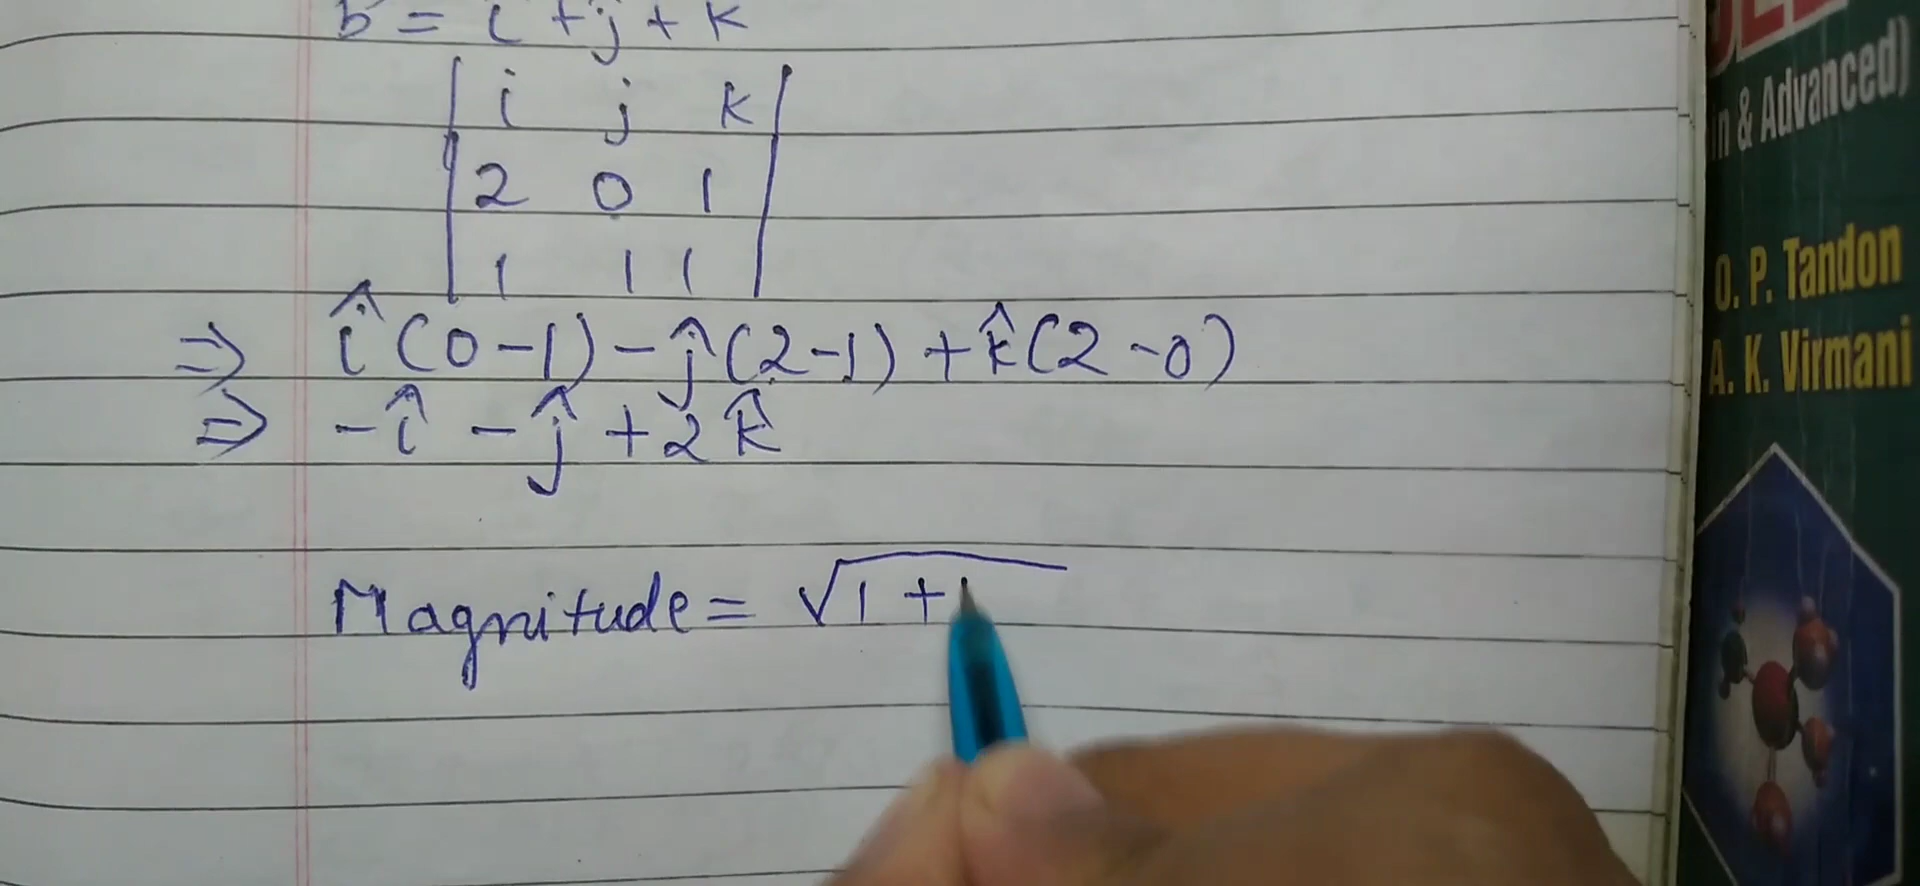 b = i + j + k
i j k
2 0 1
1 1 1
⇒ î (0-1) - ĵ (2-1) + k̂ (2-0)
⇒ -î - ĵ + 2k̂
Magnitude = √1 +
& Advanced)
O. P. Tandon
A. K. Virmani